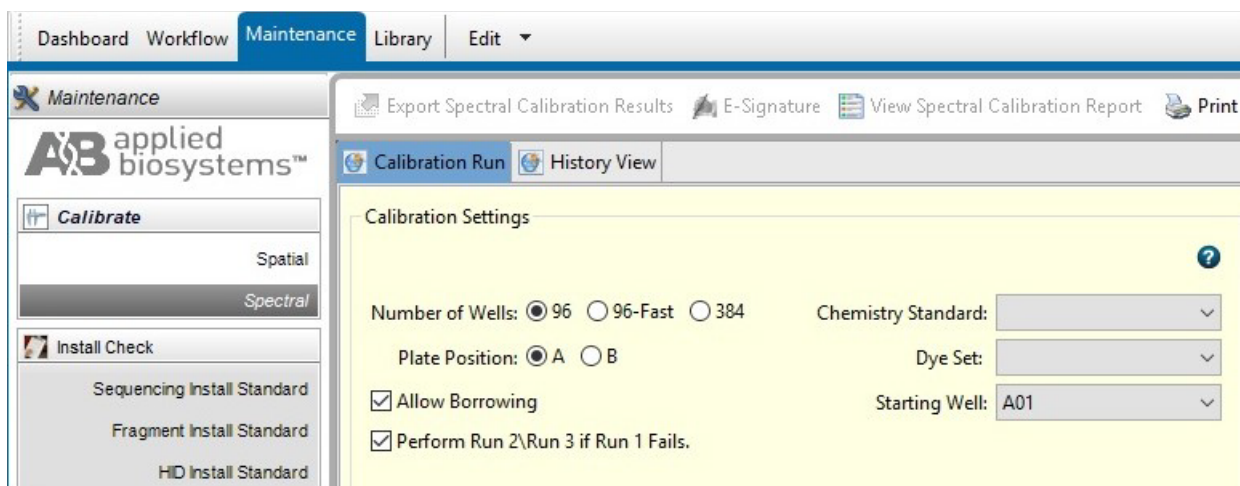 Dashboard Workflow Maintenance Library Edit
Maintenance
Export Spectral Calibration Results E-Signature View Spectral Calibration Report Print
AB applied biosystems™
Calibration Run History View
Calibrate
Spatial
Spectral
Install Check
Sequencing Install Standard
Fragment Install Standard
HID Install Standard
Calibration Settings
Number of Wells: 96 96-Fast 384 Chemistry Standard:
Plate Position: A B Dye Set:
Allow Borrowing Starting Well: A01
Perform Run 2\Run 3 if Run 1 Fails.